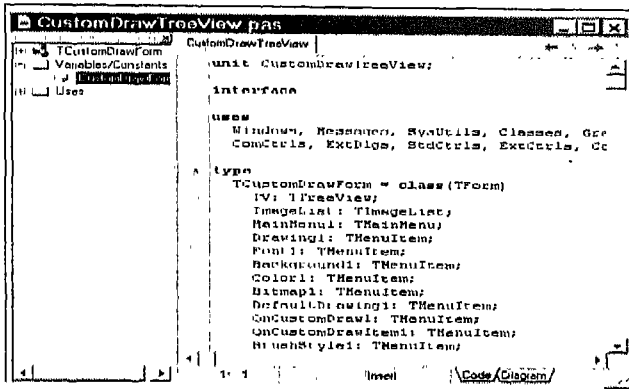 CustomDrawTreeView.pas
TCustomDrawForm
Variables/Constants
Uses
CustomDrawTreeView
unit CustomDrawTreeView;
interface
uses
Windows, Messages, SysUtils, Classes, Gra
ComCtrls, ExtDlgs, StdCtrls, ExtCtrls, Co
type
TCustomDrawForm = class(TForm)
TV: TTreeView;
ImageList: TImageList;
MainMenu1: TMainMenu;
Drawing1: TMenuItem;
Font1: TMenuItem;
Background1: TMenuItem;
Color1: TMenuItem;
Bitmap1: TMenuItem;
DefaultDrawing1: TMenuItem;
OnCustomDraw1: TMenuItem;
OnCustomDrawItem1: TMenuItem;
BrushStyle1: TMenuItem;
1: 1
Insert
Code
Diagram